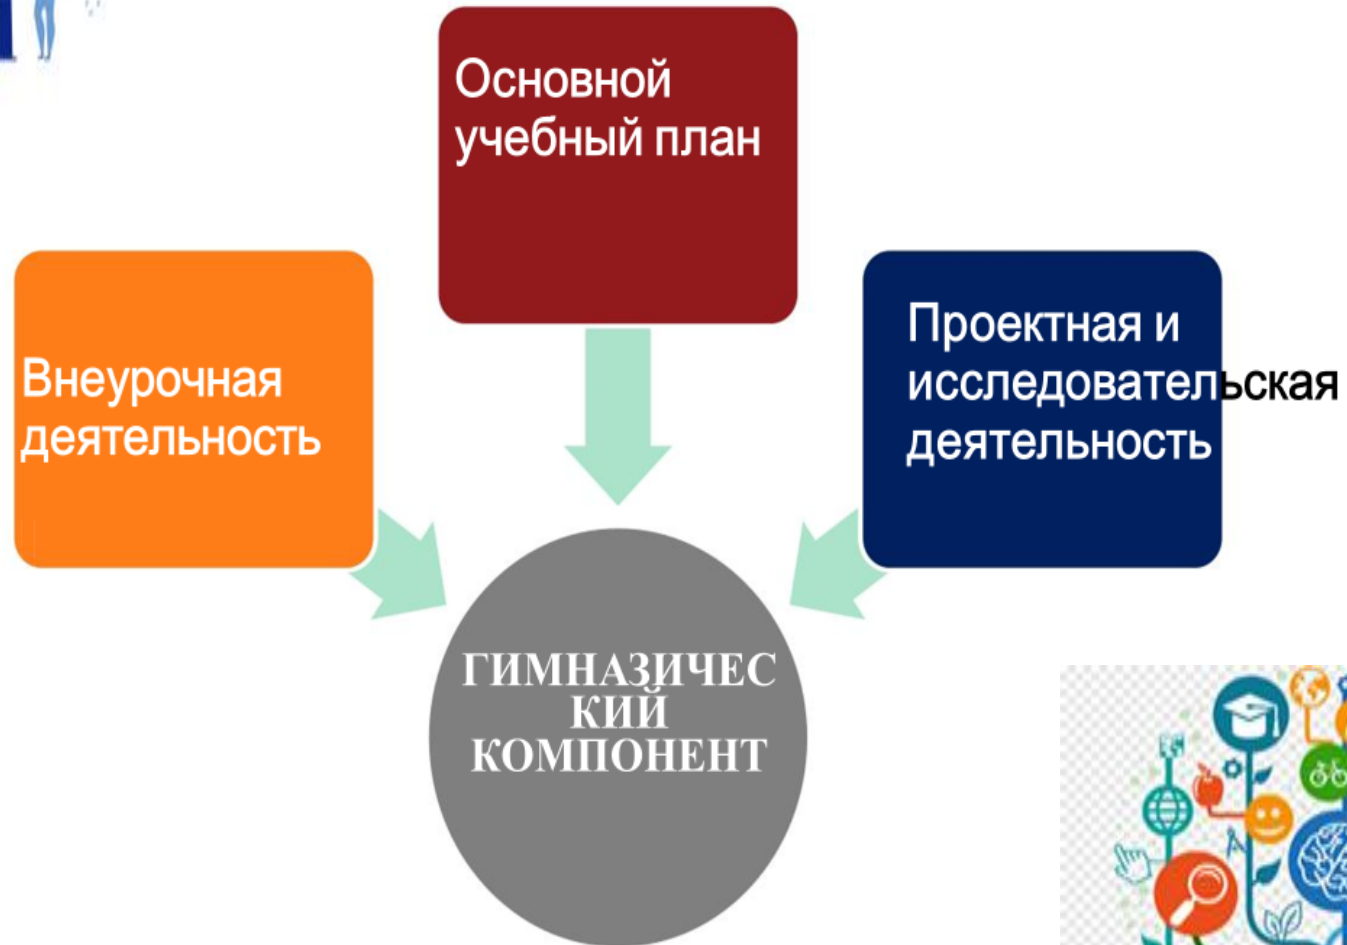 Основной
учебный план
Внеурочная
деятельность
Проектная и
исследовательская
деятельность
ГИМНАЗИЧЕС
КИЙ
КОМПОНЕНТ